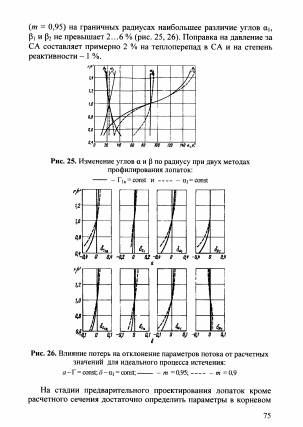 (m = 0,95) на граничных радиусах наибольшее различие углов α₁,
β₁ и β₂ не превышает 2...6 % (рис. 25, 26). Поправка на давление за
СА составляет примерно 2 % на теплоперепад в СА и на степень
реактивности – 1 %.
Рис. 25. Изменение углов α и β по радиусу при двух методах
профилирования лопаток:
—— – Γ₁ᵤ = const и ---- – α₁ = const
Рис. 26. Влияние потерь на отклонение параметров потока от расчетных
значений для идеального процесса истечения:
а – Γ = const; б – α₁ = const; —— – m = 0,95; ---- – m = 0,9
На стадии предварительного проектирования лопаток кроме
расчетного сечения достаточно определить параметры в корневом
75